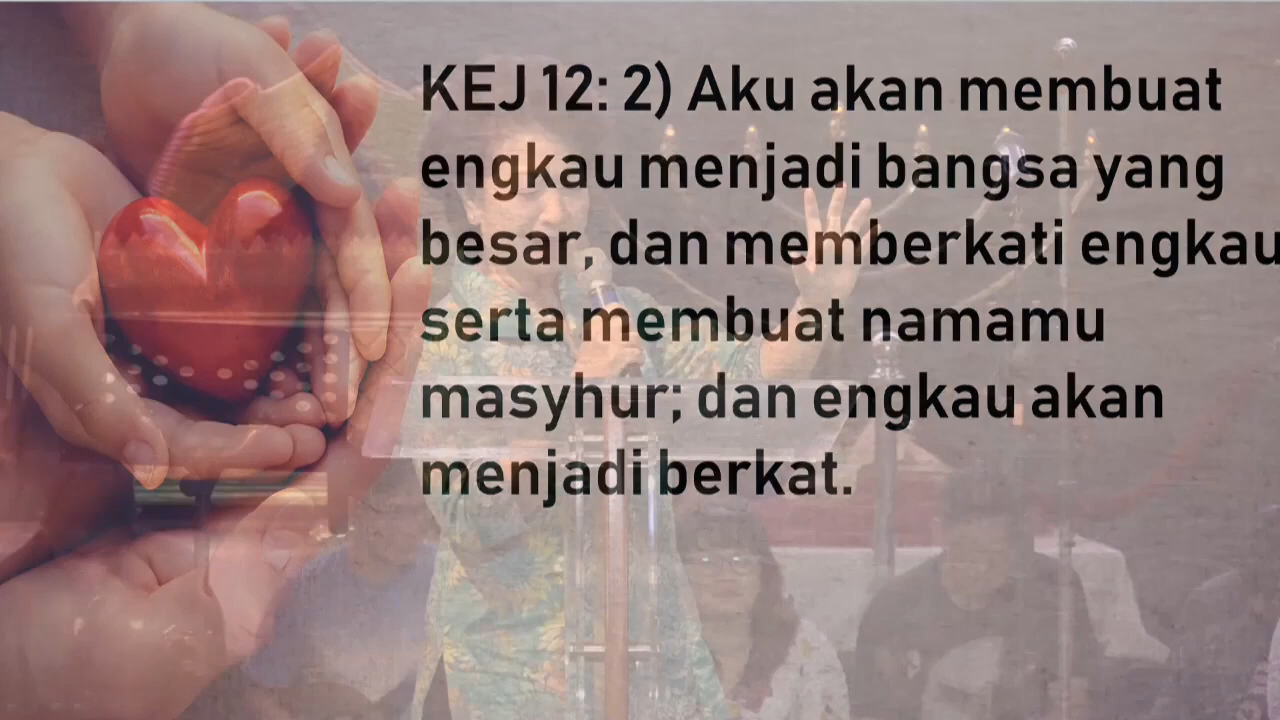 KEJ 12: 2) Aku akan membuat
engkau menjadi bangsa yang
besar, dan memberkati engkau
serta membuat namamu
masyhur; dan engkau akan
menjadi berkat.